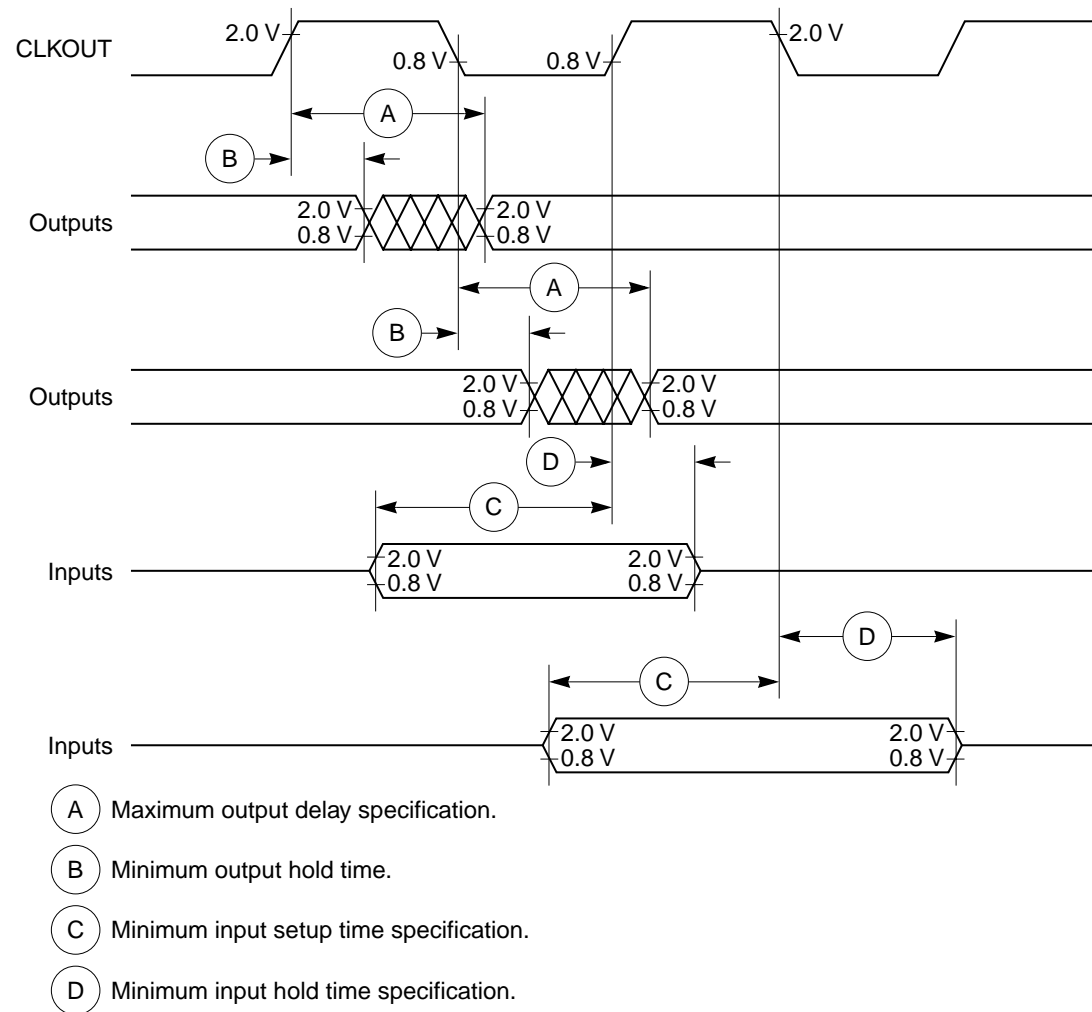 CLKOUT
2.0 V
0.8 V
0.8 V
2.0 V
A
B
Outputs
2.0 V
0.8 V
2.0 V
0.8 V
A
B
Outputs
2.0 V
0.8 V
2.0 V
0.8 V
D
C
Inputs
2.0 V
0.8 V
2.0 V
0.8 V
D
C
Inputs
2.0 V
0.8 V
2.0 V
0.8 V
A Maximum output delay specification.
B Minimum output hold time.
C Minimum input setup time specification.
D Minimum input hold time specification.